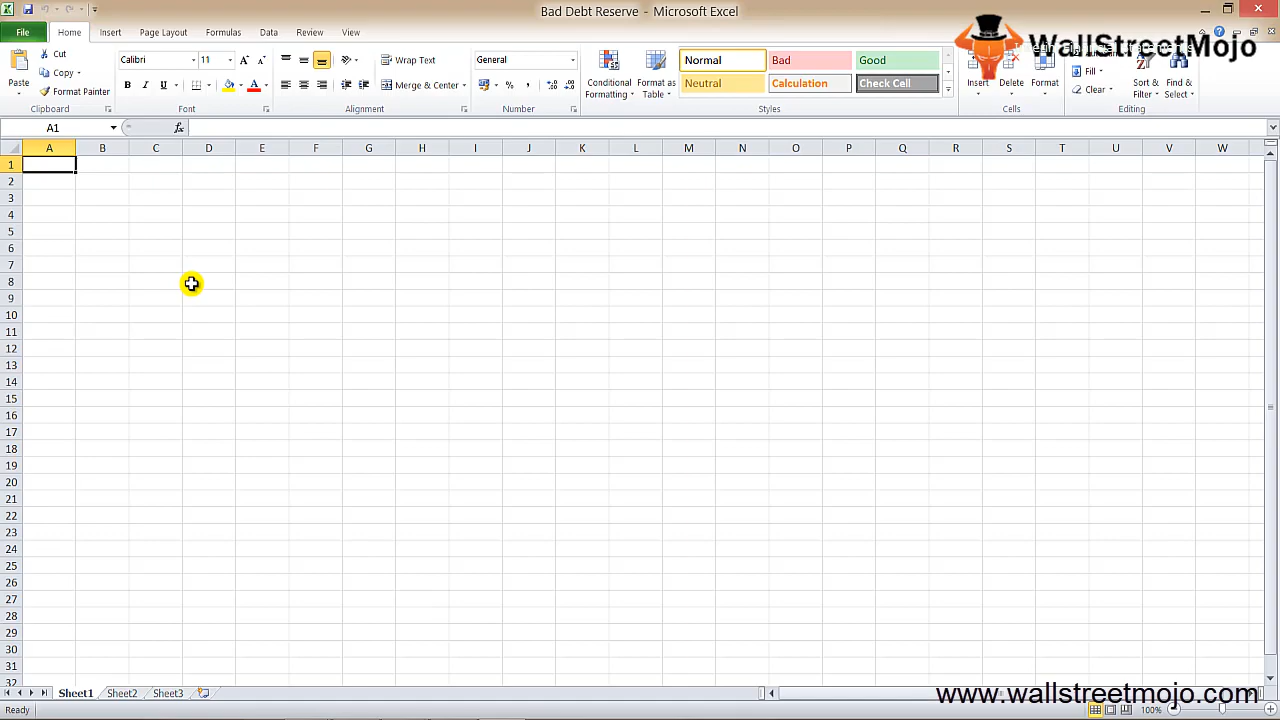 Bad Debt Reserve - Microsoft Excel
File Home Insert Page Layout Formulas Data Review View
WallStreetMojo
Paste
Cut
Copy
Format Painter
Calibri 11
B I U
Wrap Text
Merge & Center
General
%
Conditional Formatting
Format as Table
Normal Bad Good
Neutral Calculation Check Cell
Insert Delete Format
Fill
Clear
Sort & Filter
Find & Select
Clipboard Font Alignment Number Styles Cells Editing
A1 fx
A B C D E F G H I J K L M N O P Q R S T U V W
1
2
3
4
5
6
7
8
9
10
11
12
13
14
15
16
17
18
19
20
21
22
23
24
25
26
27
28
29
30
31
32
Sheet1 Sheet2 Sheet3
www.wallstreetmojo.com
Ready 100%